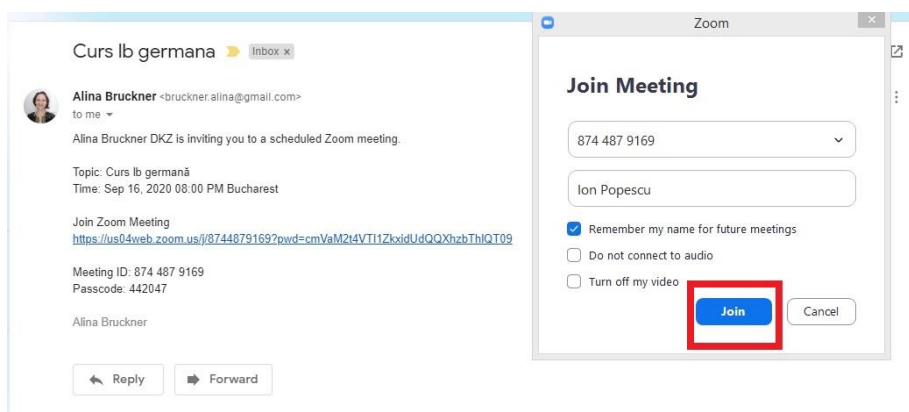 Curs lb germana Inbox x
Alina Bruckner <bruckner.alina@gmail.com>
to me
Alina Bruckner DKZ is inviting you to a scheduled Zoom meeting.
Topic: Curs lb germană
Time: Sep 16, 2020 08:00 PM Bucharest
Join Zoom Meeting
https://us04web.zoom.us/j/8744879169?pwd=cmVaM2t4VTI1ZkxidUdQQXhzbThIQT09
Meeting ID: 874 487 9169
Passcode: 442047
Alina Bruckner
Reply Forward
Zoom
Join Meeting
874 487 9169
Ion Popescu
Remember my name for future meetings
Do not connect to audio
Turn off my video
Join Cancel